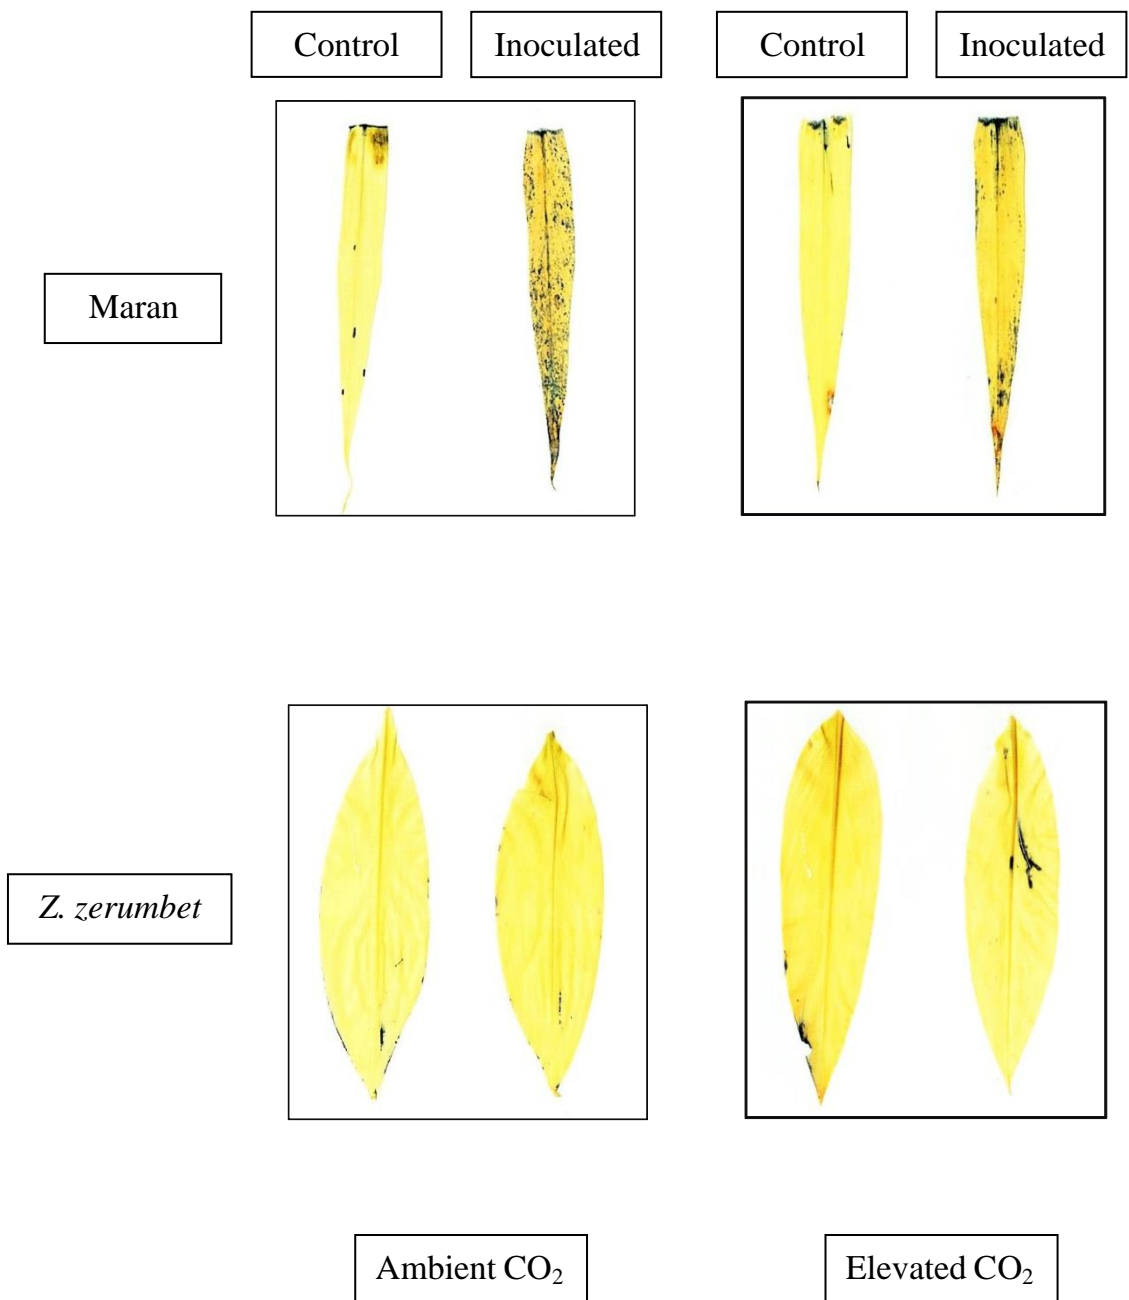 Control
Inoculated
Control
Inoculated
Maran
Z. zerumbet
Ambient CO₂
Elevated CO₂